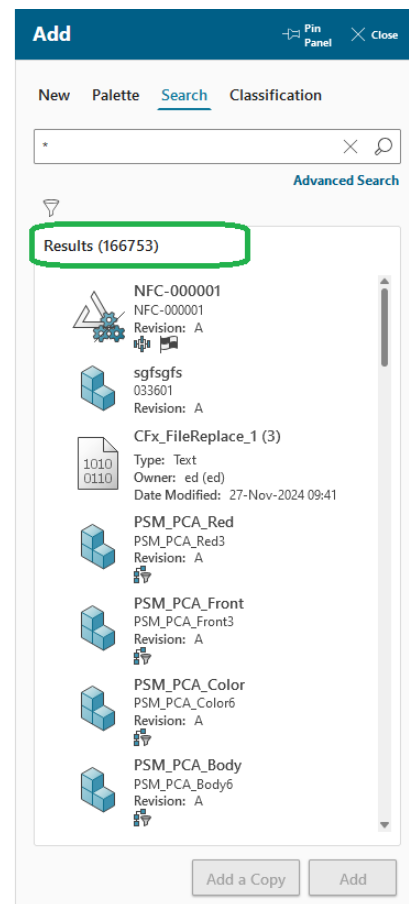 Add
Pin Panel
Close
New Palette Search Classification
*
Advanced Search
Results (166753)
NFC-000001
NFC-000001
Revision: A
sgfsgfs
033601
Revision: A
CFx_FileReplace_1 (3)
1010
0110
Type: Text
Owner: ed (ed)
Date Modified: 27-Nov-2024 09:41
PSM_PCA_Red
PSM_PCA_Red3
Revision: A
PSM_PCA_Front
PSM_PCA_Front3
Revision: A
PSM_PCA_Color
PSM_PCA_Color6
Revision: A
PSM_PCA_Body
PSM_PCA_Body6
Revision: A
Add a Copy Add